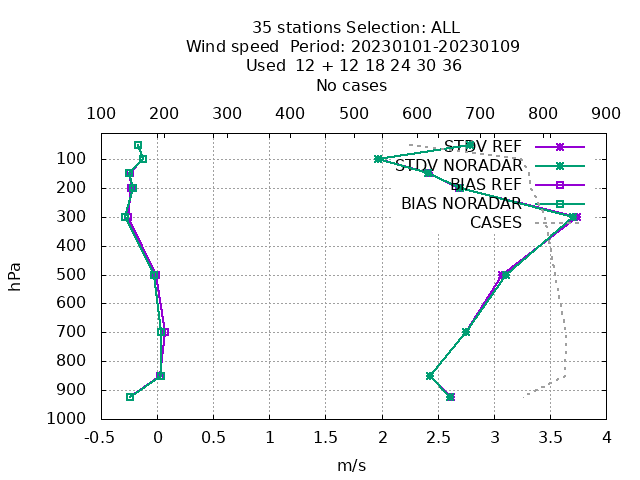 35 stations Selection: ALL
Wind speed  Period: 20230101-20230109
Used  12 + 12 18 24 30 36
No cases
100 200 300 400 500 600 700 800 900
STDV REF
STDV NORADAR
BIAS REF
BIAS NORADAR
CASES
hPa
100
200
300
400
500
600
700
800
900
1000
-0.5 0 0.5 1 1.5 2 2.5 3 3.5 4
m/s